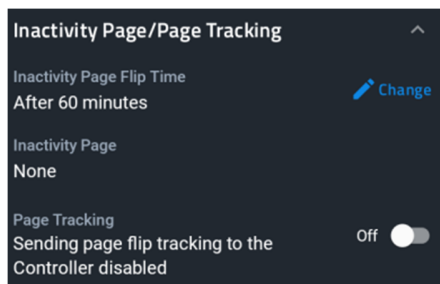 Inactivity Page/Page Tracking
Inactivity Page Flip Time
After 60 minutes
Change
Inactivity Page
None
Page Tracking
Sending page flip tracking to the
Controller disabled
Off